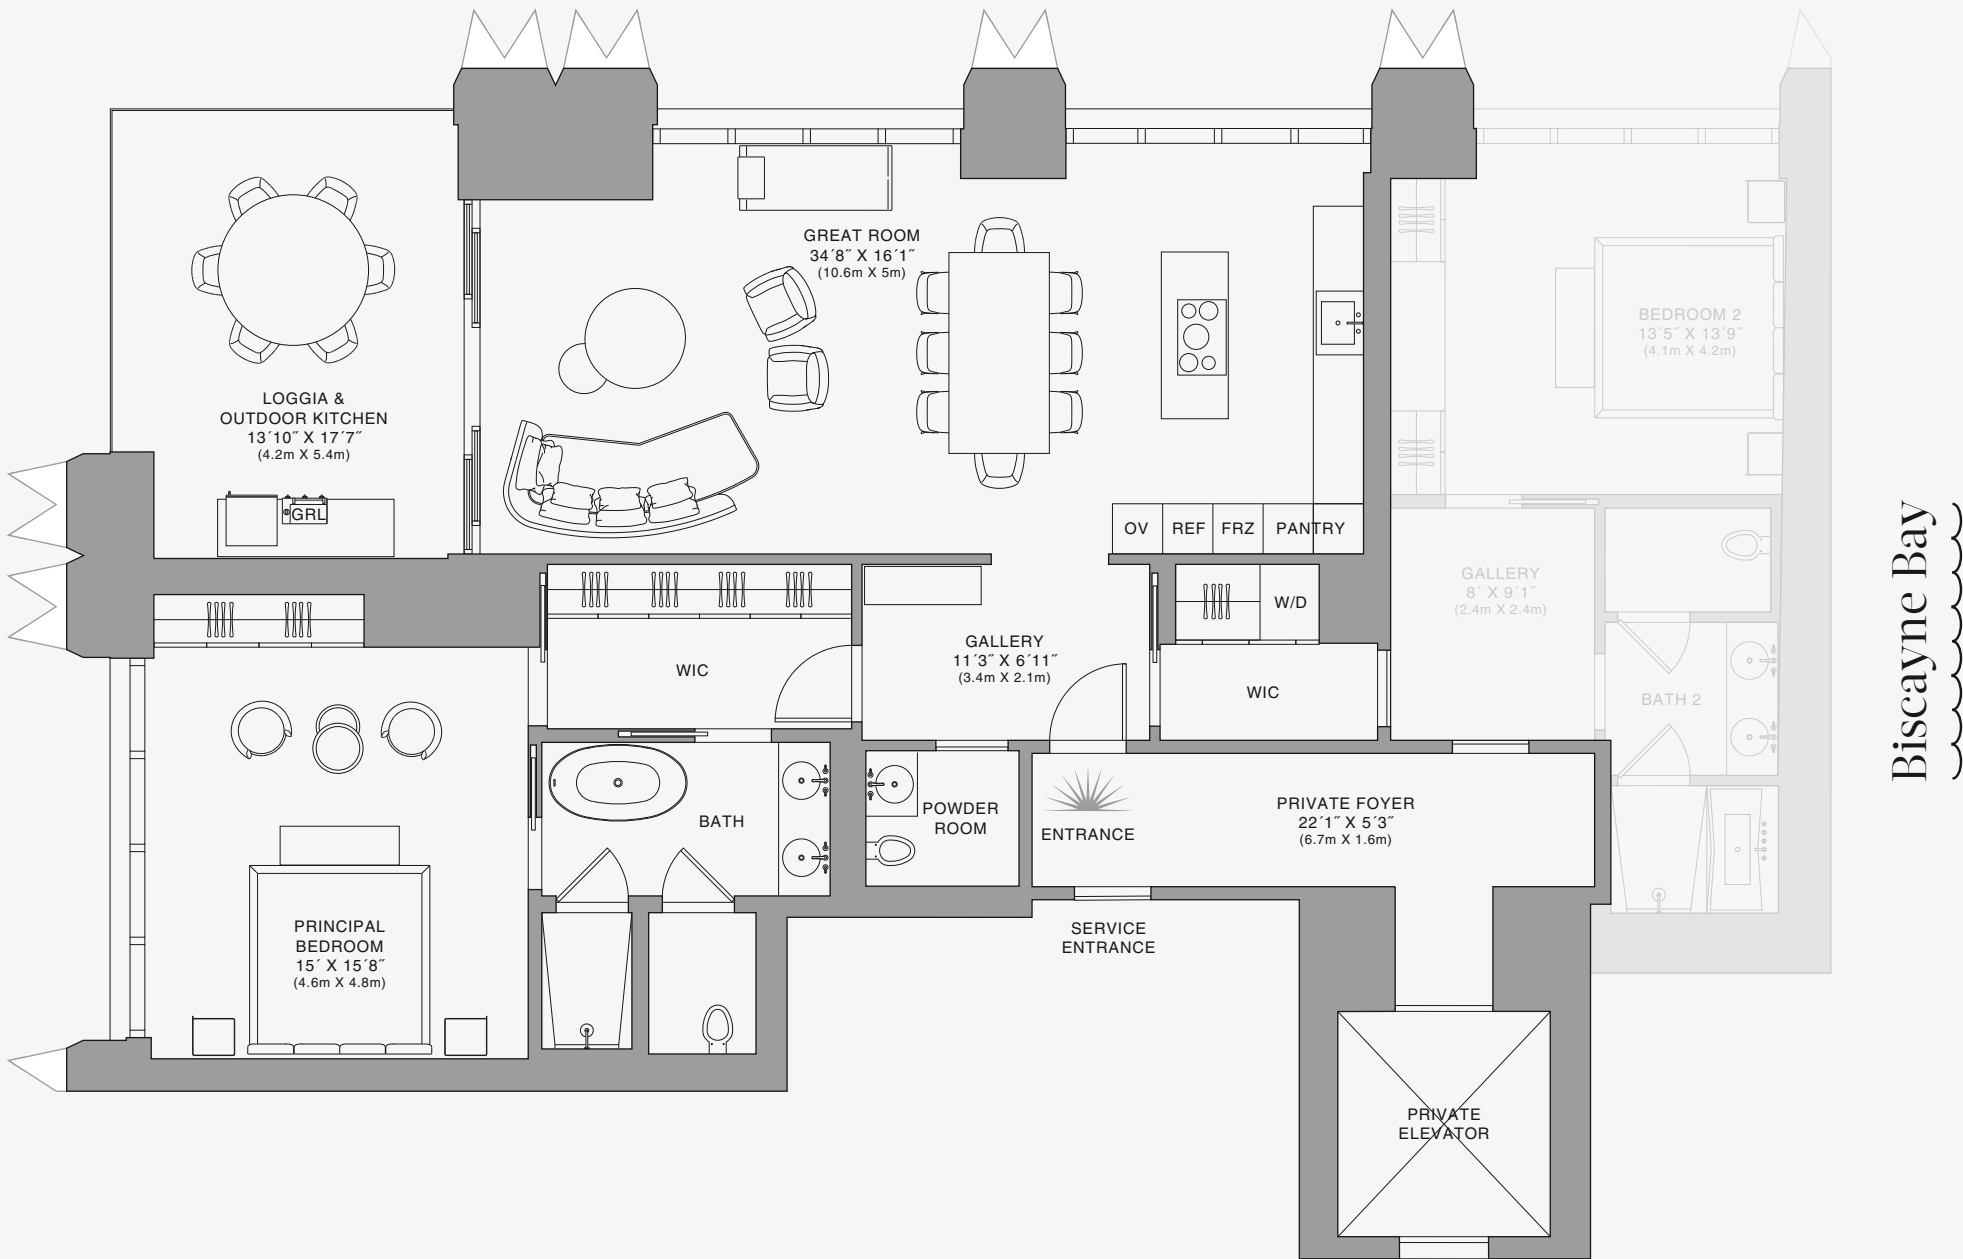 GREAT ROOM
34´8˝ X 16´1˝
(10.6m X 5m)
LOGGIA &
OUTDOOR KITCHEN
13´10˝ X 17´7˝
(4.2m X 5.4m)
GRL
BEDROOM 2
13´5˝ X 13´9˝
(4.1m X 4.2m)
OV
REF
FRZ
PANTRY
GALLERY
8´ X 9´1˝
(2.4m X 2.4m)
W/D
GALLERY
11´3˝ X 6´11˝
(3.4m X 2.1m)
WIC
WIC
BATH 2
Biscayne Bay
BATH
POWDER
ROOM
ENTRANCE
PRIVATE FOYER
22´1˝ X 5´3˝
(6.7m X 1.6m)
PRINCIPAL
BEDROOM
15´ X 15´8˝
(4.6m X 4.8m)
SERVICE
ENTRANCE
PRIVATE
ELEVATOR